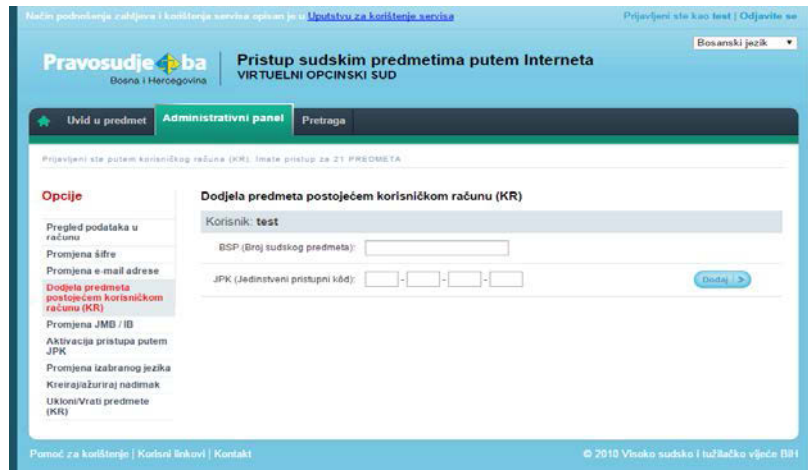 Način podnošenja zahtjeva i korištenja servisa opisan je u Uputstvu za korištenje servisa
Prijavljeni ste kao test | Odjavite se
Bosanski jezik
Pravosudje ba
Bosna i Hercegovina
Pristup sudskim predmetima putem Interneta
VIRTUELNI OPCINSKI SUD
Uvid u predmet
Administrativni panel
Pretraga
Prijavljeni ste putem korisničkog računa (KR). Imate pristup za 21 PREDMETA
Opcije
Pregled podataka u
računu
Promjena šifre
Promjena e-mail adrese
Dodjela predmeta
postojećem korisničkom
računu (KR)
Promjena JMB / IB
Aktivacija pristupa putem
JPK
Promjena izabranog jezika
Kreiraj/ažuriraj nadimak
Ukloni/Vrati predmete
(KR)
Dodjela predmeta postojećem korisničkom računu (KR)
Korisnik: test
BSP (Broj sudskog predmeta):
JPK (Jedinstveni pristupni kôd):
- - -
Dodaj >
Pomoć za korištenje | Korisni linkovi | Kontakt
© 2010 Visoko sudsko i tužilačko vijeće BiH